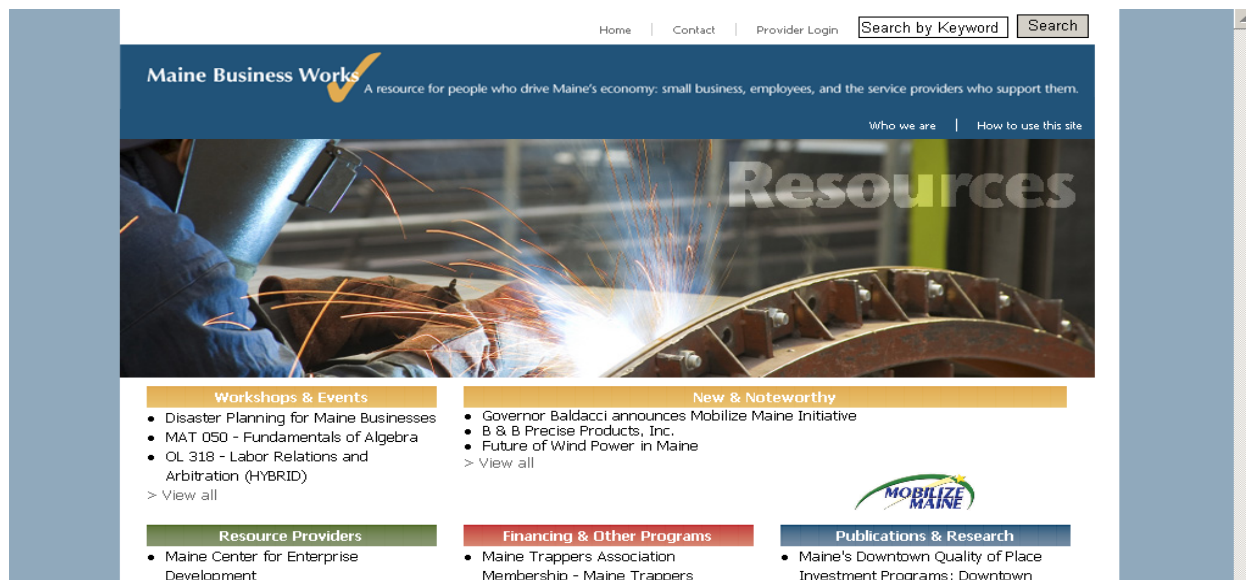 Home | Contact | Provider Login Search by Keyword Search
Maine Business Works
A resource for people who drive Maine's economy: small business, employees, and the service providers who support them.
Who we are | How to use this site
Resources
Workshops & Events
• Disaster Planning for Maine Businesses
• MAT 050 - Fundamentals of Algebra
• OL 318 - Labor Relations and
Arbitration (HYBRID)
> View all
New & Noteworthy
• Governor Baldacci announces Mobilize Maine Initiative
• B & B Precise Products, Inc.
• Future of Wind Power in Maine
> View all
MOBILIZE
MAINE
Resource Providers
• Maine Center for Enterprise
Development
Financing & Other Programs
• Maine Trappers Association
Membership - Maine Trappers
Publications & Research
• Maine's Downtown Quality of Place
Investment Programs: Downtown